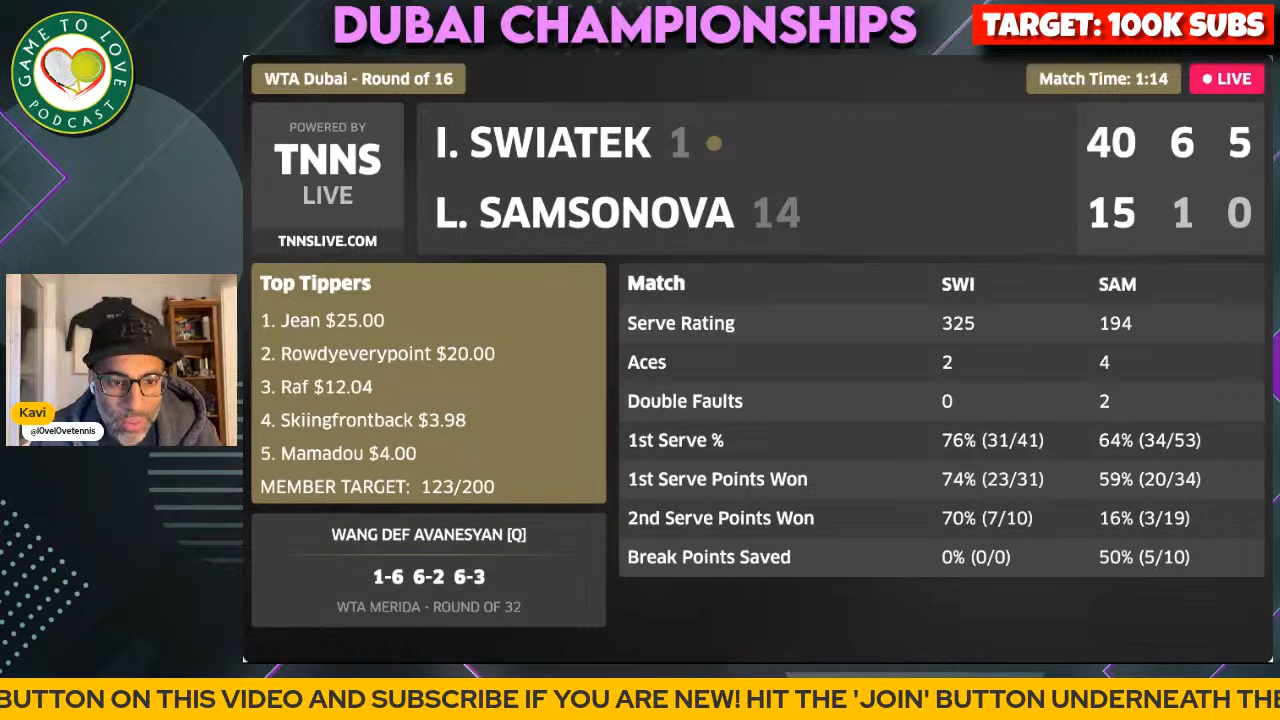 GAME TO LOVE
PODCAST
DUBAI CHAMPIONSHIPS
TARGET: 100K SUBS
WTA Dubai - Round of 16
Match Time: 1:14
LIVE
POWERED BY
TNNS
LIVE
TNNSLIVE.COM
I. SWIATEK 1 40 6 5
L. SAMSONOVA 14 15 1 0
Top Tippers
1. Jean $25.00
2. Rowdyeverypoint $20.00
3. Raf $12.04
4. Skiingfrontback $3.98
5. Mamadou $4.00
MEMBER TARGET: 123/200
WANG DEF AVANESYAN [Q]
1-6 6-2 6-3
WTA MERIDA - ROUND OF 32
Match SWI SAM
Serve Rating 325 194
Aces 2 4
Double Faults 0 2
1st Serve % 76% (31/41) 64% (34/53)
1st Serve Points Won 74% (23/31) 59% (20/34)
2nd Serve Points Won 70% (7/10) 16% (3/19)
Break Points Saved 0% (0/0) 50% (5/10)
Kavi
@l0vel0vetennis
BUTTON ON THIS VIDEO AND SUBSCRIBE IF YOU ARE NEW! HIT THE 'JOIN' BUTTON UNDERNEATH THE